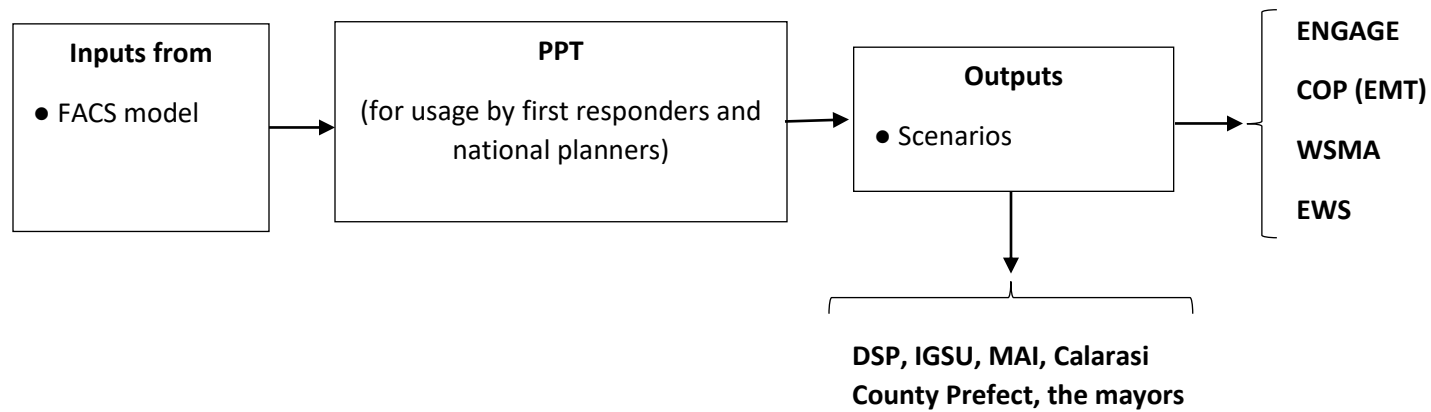 Inputs from
● FACS model
PPT
(for usage by first responders and
national planners)
Outputs
● Scenarios
ENGAGE
COP (EMT)
WSMA
EWS
DSP, IGSU, MAI, Calarasi
County Prefect, the mayors